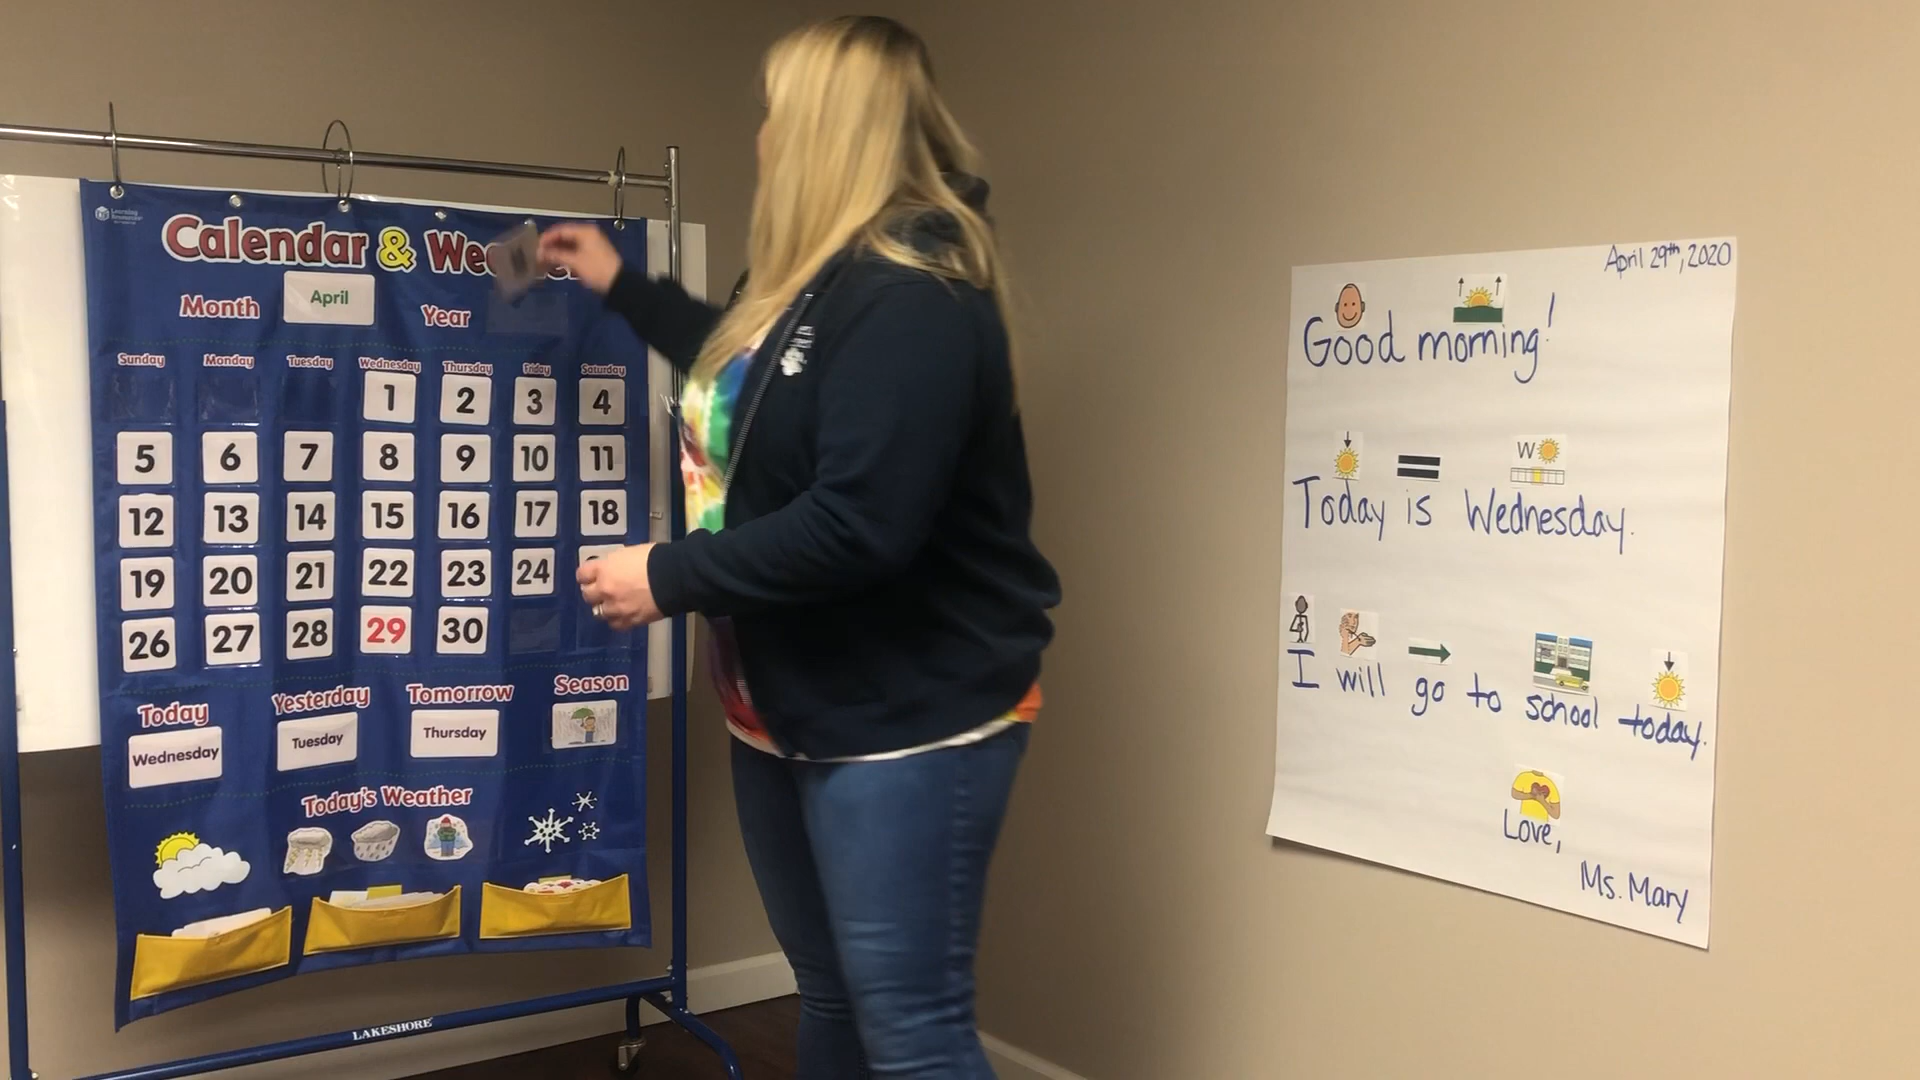 Learning Resources
Calendar & We
Month April Year
Sunday Monday Tuesday Wednesday Thursday Friday Saturday
1 2 3 4
5 6 7 8 9 10 11
12 13 14 15 16 17 18
19 20 21 22 23 24
26 27 28 29 30
Today Yesterday Tomorrow Season
Wednesday Tuesday Thursday
Today's Weather
LAKESHORE
April 29th, 2020
Good morning!
W
Today is Wednesday.
I will go to school today.
Love,
Ms. Mary